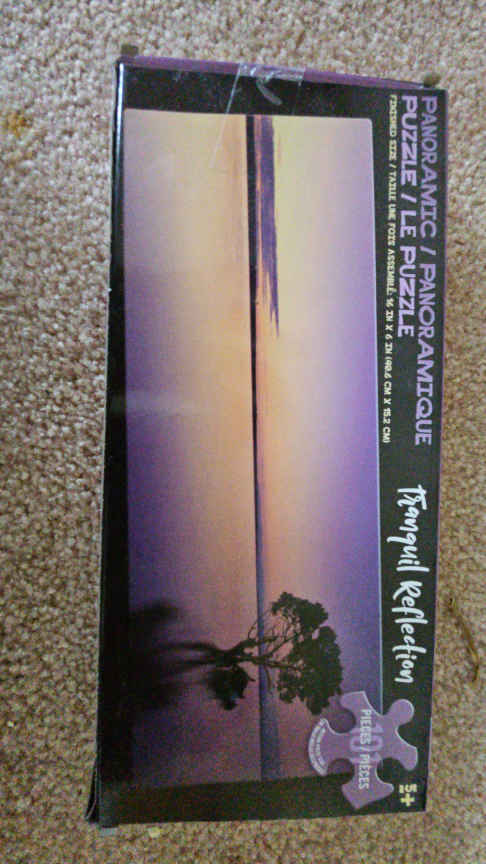 PANORAMIC / PANORAMIQUE
PUZZLE / LE PUZZLE
FINISHED SIZE / TAILLE UNE FOIS ASSEMBLÉ: 16 IN X 6 IN (40.6 CM X 15.2 CM)
Tranquil Reflection
PIECES / PIÈCES
5+